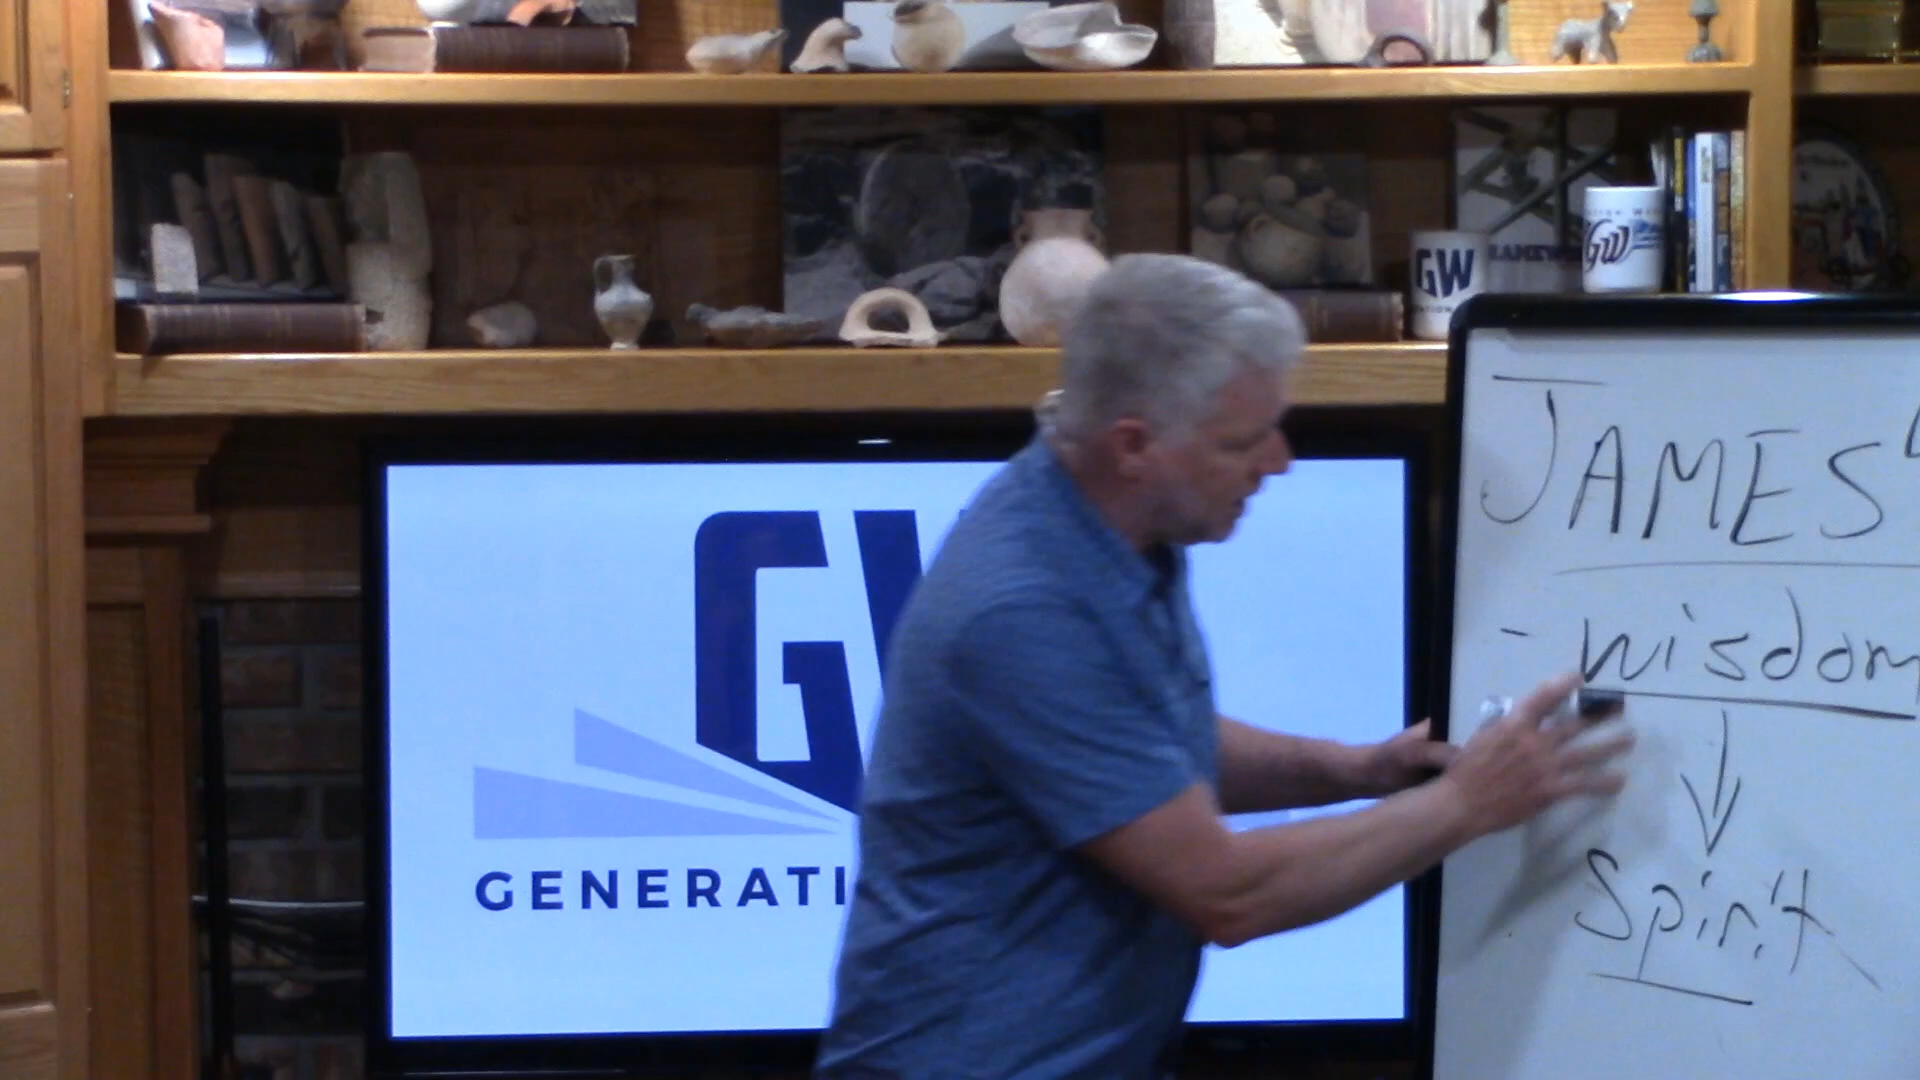 GW
GW
GENERATI
JAMES
- wisdom
Spirit